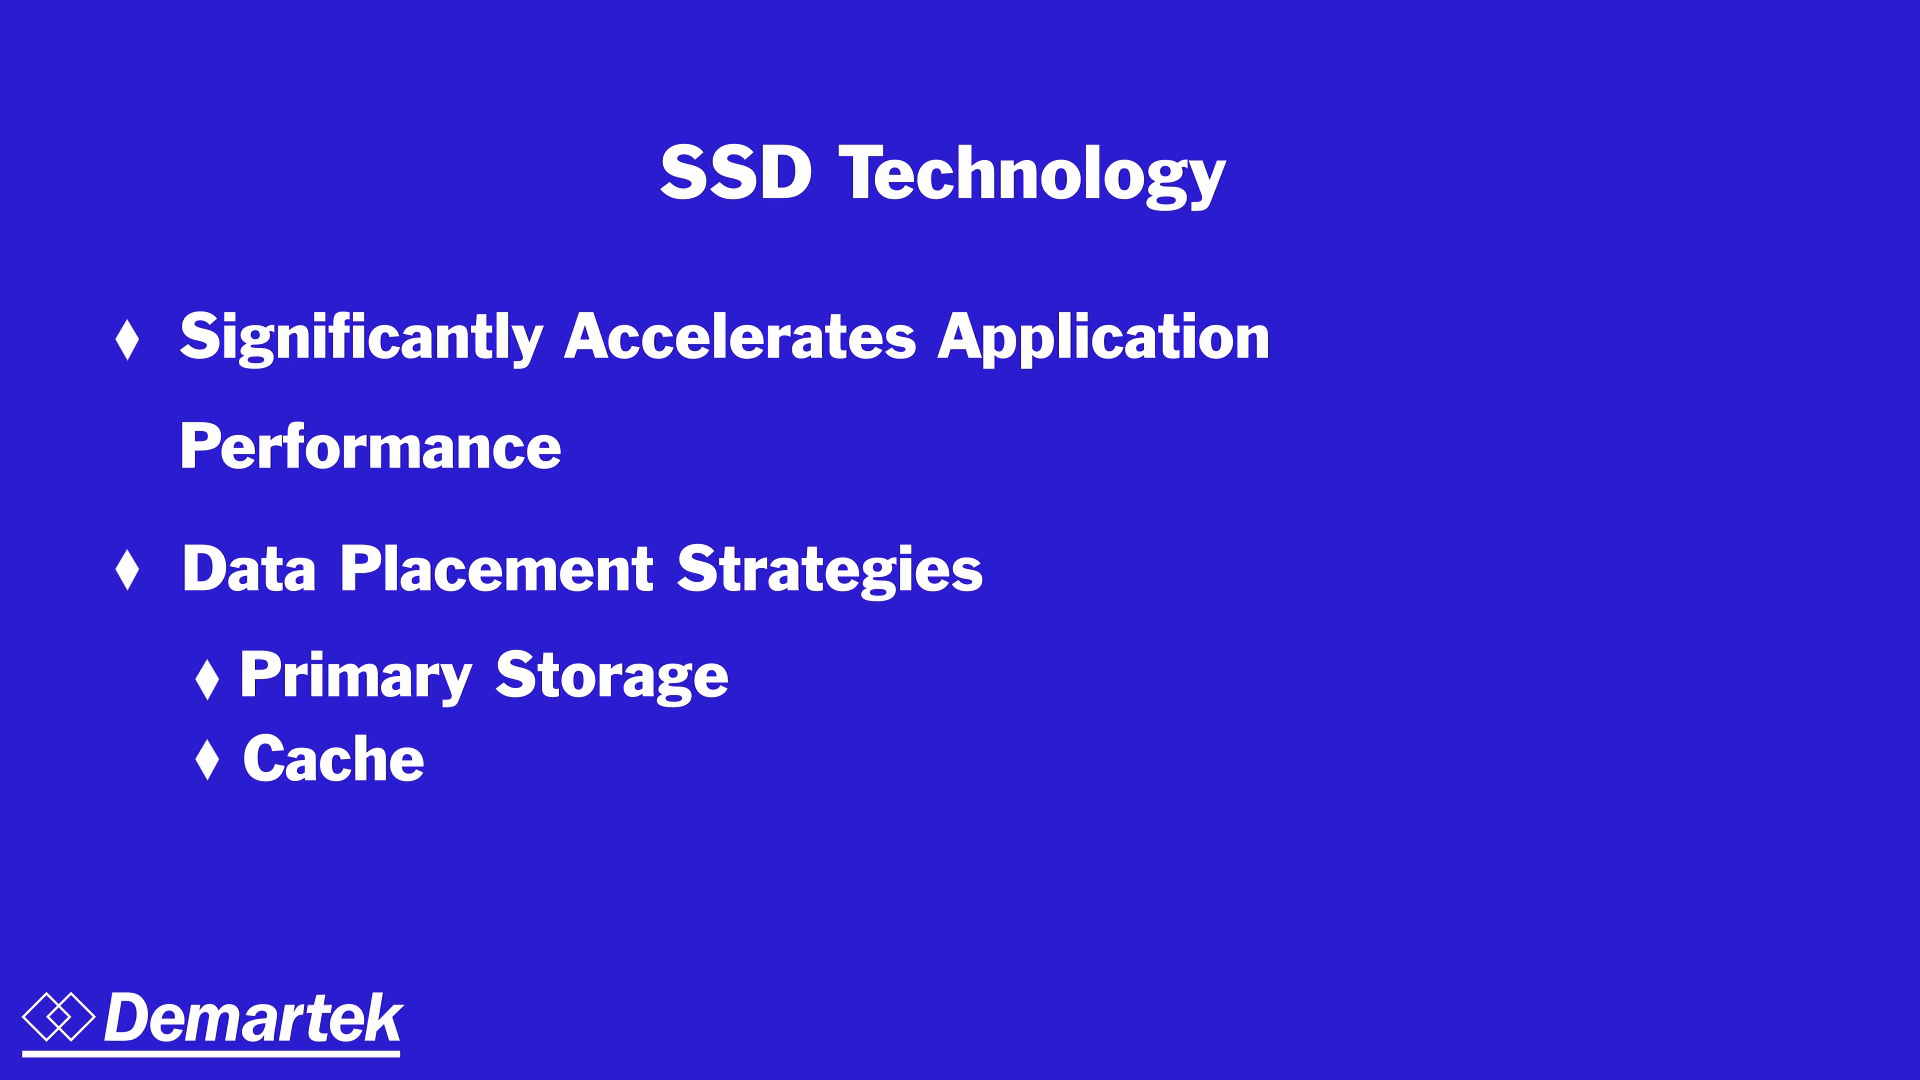 SSD Technology
Significantly Accelerates Application
Performance
Data Placement Strategies
Primary Storage
Cache
Demartek